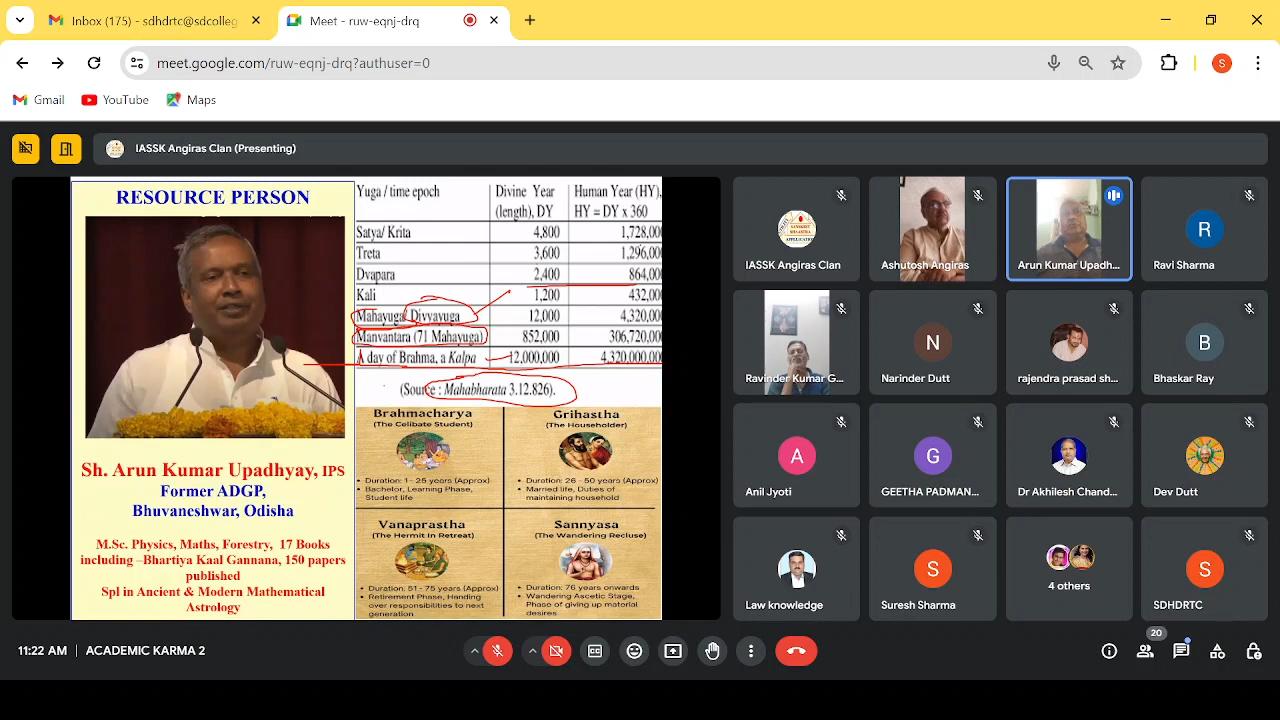 Inbox (175) - sdhdrtc@sdcolleg
Meet - ruw-eqnj-drq
meet.google.com/ruw-eqnj-drq?authuser=0
S
Gmail
YouTube
Maps
IASSK Angiras Clan (Presenting)
RESOURCE PERSON
Sh. Arun Kumar Upadhyay, IPS
Former ADGP,
Bhuvaneshwar, Odisha
M.Sc. Physics, Maths, Forestry, 17 Books
including –Bhartiya Kaal Gannana, 150 papers
published
Spl in Ancient & Modern Mathematical
Astrology
Yuga / time epoch Divine Year Human Year (HY),
(length), DY HY = DY x 360
Satya/ Krita 4,800 1,728,00
Treta 3,600 1,296,00
Dvapara 2,400 864,00
Kali 1,200 432,00
Mahayuga/ Divyayuga 12,000 4,320,00
Manvantara (71 Mahayuga) 852,000 306,720,00
A day of Brahma, a Kalpa 12,000,000 4,320,000,00
(Source : Mahabharata 3.12.826).
Brahmacharya
(The Celibate Student)
• Duration: 1 - 25 years (Approx)
• Bachelor, Learning Phase,
Student life
Grihastha
(The Householder)
• Duration: 26 - 50 years (Approx)
• Married life, Duties of
maintaining household
Vanaprastha
(The Hermit In Retreat)
• Duration: 51 - 75 years (Approx)
• Retirement Phase, Handing
over responsibilities to next
generation
Sannyasa
(The Wandering Recluse)
• Duration: 76 years onwards
• Wandering Ascetic Stage,
Phase of giving up material
desires
IASSK Angiras Clan
Ashutosh Angiras
Arun Kumar Upadh...
R
Ravi Sharma
Ravinder Kumar G...
N
Narinder Dutt
rajendra prasad sh...
B
Bhaskar Ray
A
Anil Jyoti
G
GEETHA PADMAN...
Dr Akhilesh Chand...
Dev Dutt
Law knowledge
S
Suresh Sharma
4 others
S
SDHDRTC
11:22 AM | ACADEMIC KARMA 2
20